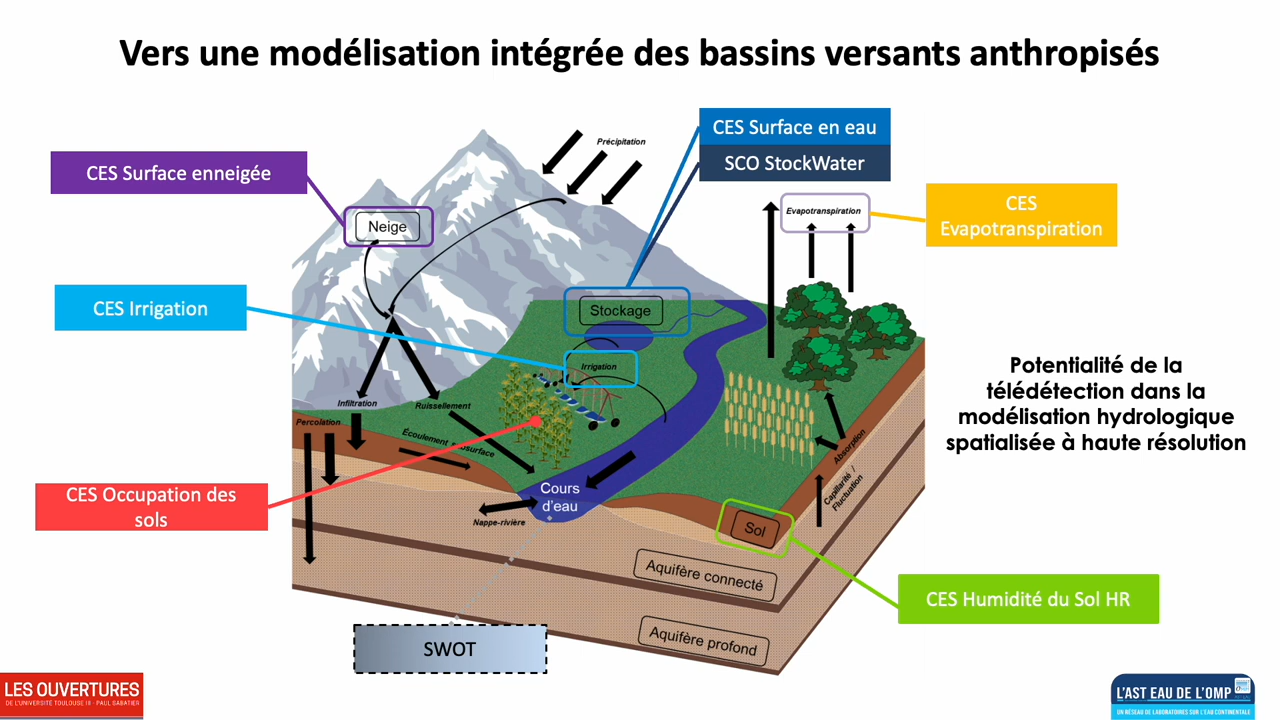 Vers une modélisation intégrée des bassins versants anthropisés
CES Surface en eau
SCO StockWater
Précipitation
CES Surface enneigée
CES
Evapotranspiration
Evapotranspiration
Neige
CES Irrigation
Stockage
Irrigation
Potentialité de la
télédétection dans la
modélisation hydrologique
spatialisée à haute résolution
Infiltration
Ruissellement
Percolation
Écoulement
surface
Absorption
Capillarité /
Fluctuation
CES Occupation des
sols
Cours
d'eau
Nappe-rivière
Sol
Aquifère connecté
CES Humidité du Sol HR
Aquifère profond
SWOT
LES OUVERTURES
DE L'UNIVERSITÉ TOULOUSE III - PAUL SABATIER
L'AST EAU DE L'OMP
UN RÉSEAU DE LABORATOIRES SUR L'EAU CONTINENTALE